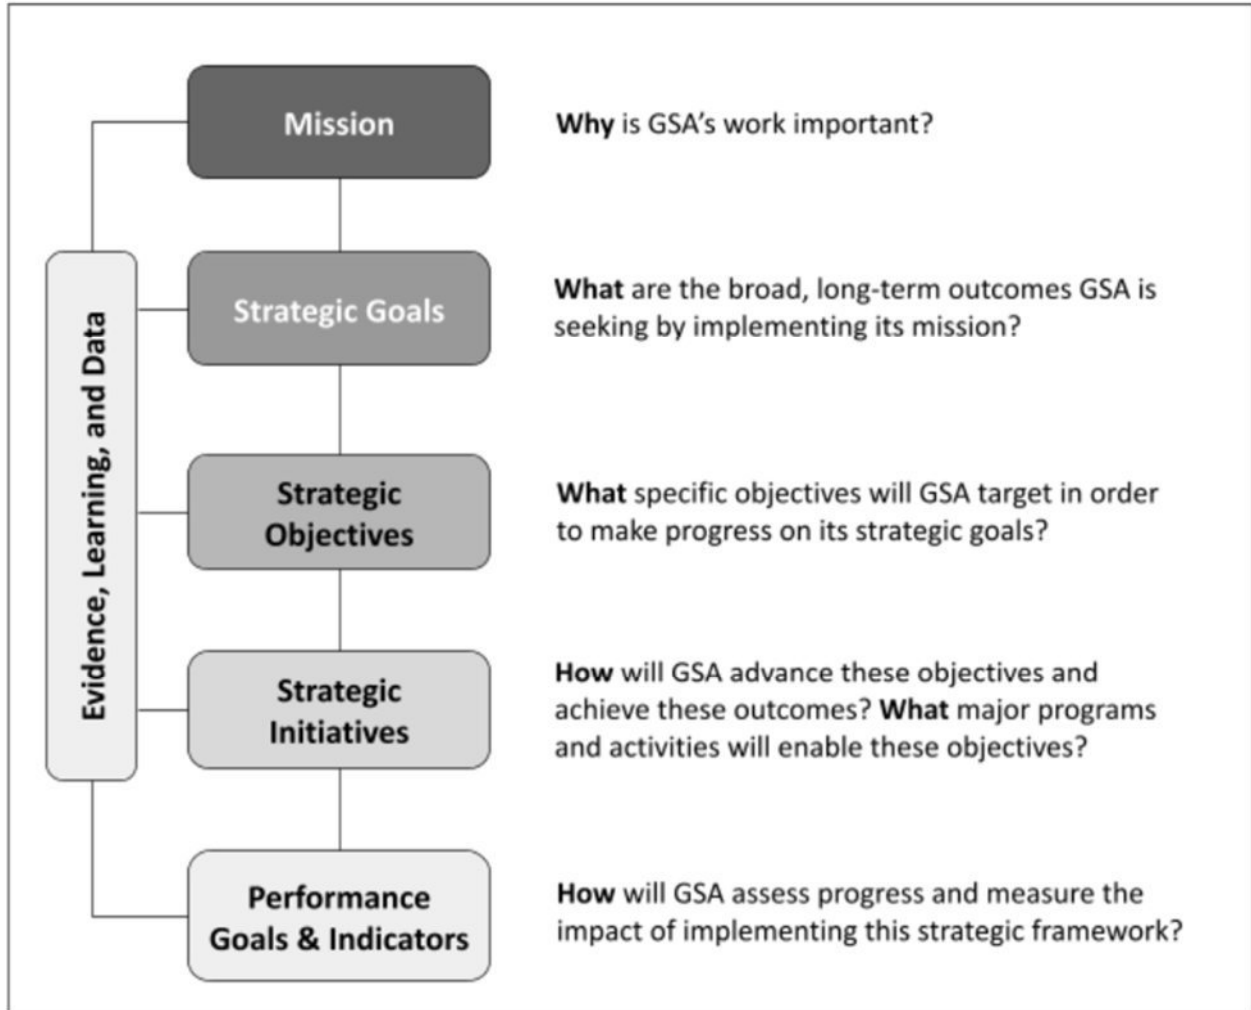 Mission
Why is GSA’s work important?
Strategic Goals
What are the broad, long-term outcomes GSA is
seeking by implementing its mission?
Evidence, Learning, and Data
Strategic
Objectives
What specific objectives will GSA target in order
to make progress on its strategic goals?
Strategic
Initiatives
How will GSA advance these objectives and
achieve these outcomes? What major programs
and activities will enable these objectives?
Performance
Goals & Indicators
How will GSA assess progress and measure the
impact of implementing this strategic framework?